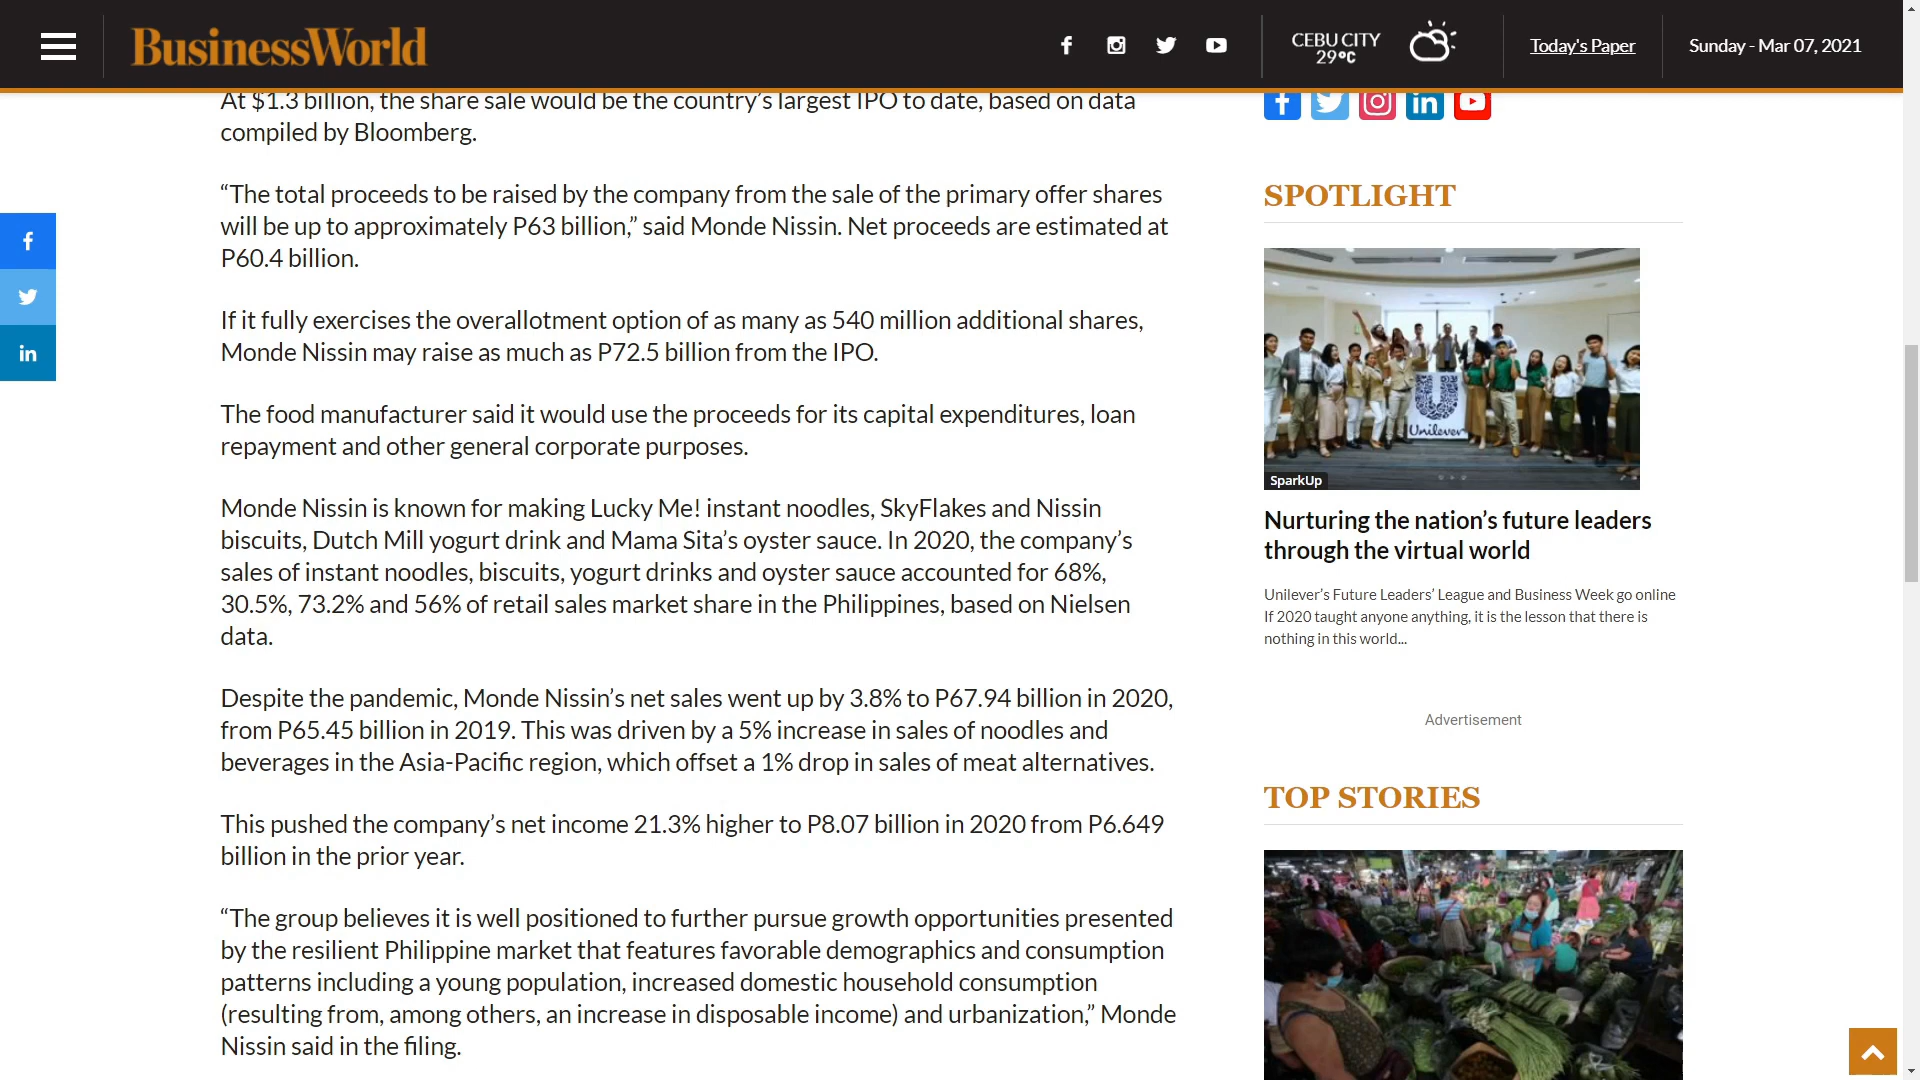 BusinessWorld
CEBU CITY
29°C
Today's Paper
Sunday - Mar 07, 2021
At $1.3 billion, the share sale would be the country’s largest IPO to date, based on data
compiled by Bloomberg.
“The total proceeds to be raised by the company from the sale of the primary offer shares
will be up to approximately P63 billion,” said Monde Nissin. Net proceeds are estimated at
P60.4 billion.
If it fully exercises the overallotment option of as many as 540 million additional shares,
Monde Nissin may raise as much as P72.5 billion from the IPO.
The food manufacturer said it would use the proceeds for its capital expenditures, loan
repayment and other general corporate purposes.
Monde Nissin is known for making Lucky Me! instant noodles, SkyFlakes and Nissin
biscuits, Dutch Mill yogurt drink and Mama Sita’s oyster sauce. In 2020, the company’s
sales of instant noodles, biscuits, yogurt drinks and oyster sauce accounted for 68%,
30.5%, 73.2% and 56% of retail sales market share in the Philippines, based on Nielsen
data.
Despite the pandemic, Monde Nissin’s net sales went up by 3.8% to P67.94 billion in 2020,
from P65.45 billion in 2019. This was driven by a 5% increase in sales of noodles and
beverages in the Asia-Pacific region, which offset a 1% drop in sales of meat alternatives.
This pushed the company’s net income 21.3% higher to P8.07 billion in 2020 from P6.649
billion in the prior year.
“The group believes it is well positioned to further pursue growth opportunities presented
by the resilient Philippine market that features favorable demographics and consumption
patterns including a young population, increased domestic household consumption
(resulting from, among others, an increase in disposable income) and urbanization,” Monde
Nissin said in the filing.
SPOTLIGHT
Unilever
SparkUp
Nurturing the nation’s future leaders
through the virtual world
Unilever’s Future Leaders’ League and Business Week go online
If 2020 taught anyone anything, it is the lesson that there is
nothing in this world...
Advertisement
TOP STORIES